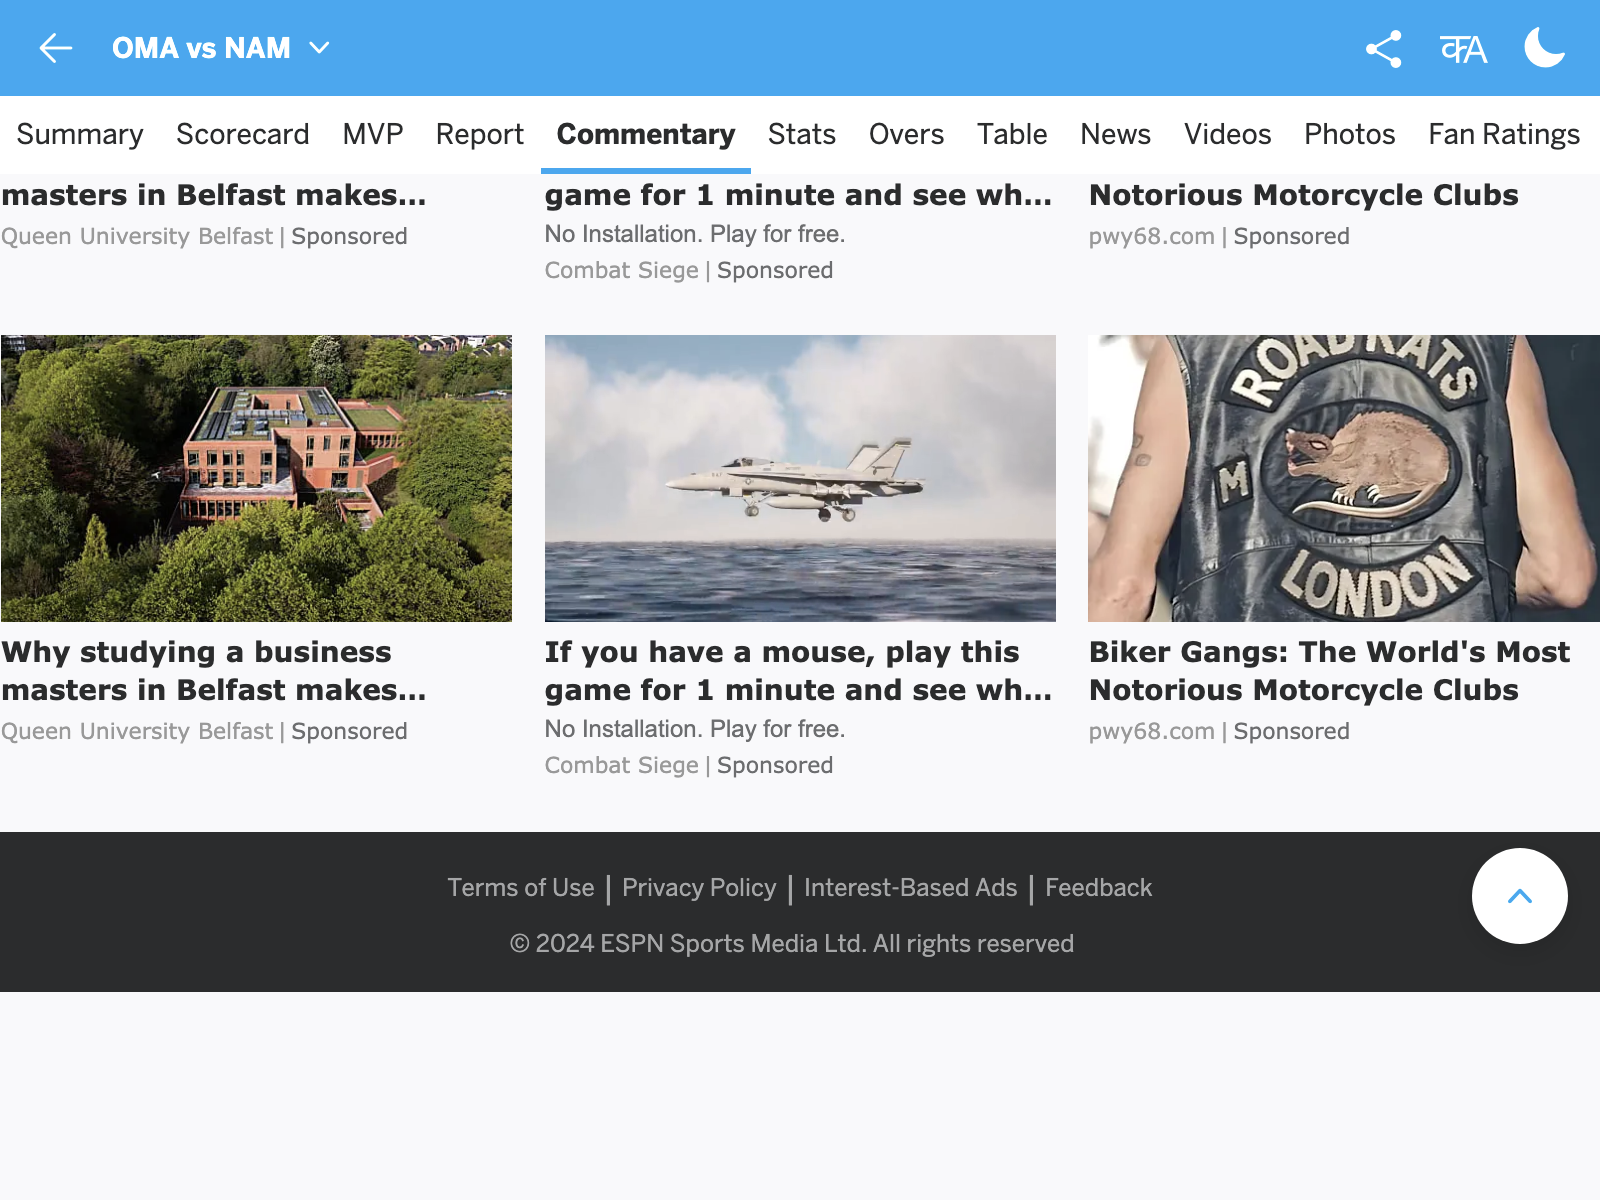 OMA vs NAM
क A
Summary Scorecard MVP Report Commentary Stats Overs Table News Videos Photos Fan Ratings
masters in Belfast makes...
Queen University Belfast | Sponsored
game for 1 minute and see wh...
No Installation. Play for free.
Combat Siege | Sponsored
Notorious Motorcycle Clubs
pwy68.com | Sponsored
ROADRATS
M
LONDON
Why studying a business
masters in Belfast makes...
Queen University Belfast | Sponsored
If you have a mouse, play this
game for 1 minute and see wh...
No Installation. Play for free.
Combat Siege | Sponsored
Biker Gangs: The World's Most
Notorious Motorcycle Clubs
pwy68.com | Sponsored
Terms of Use | Privacy Policy | Interest-Based Ads | Feedback
© 2024 ESPN Sports Media Ltd. All rights reserved